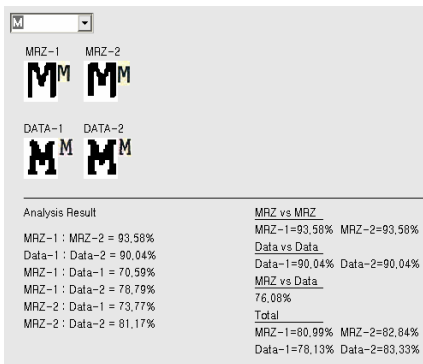 M
MRZ-1 MRZ-2
M M M M
DATA-1 DATA-2
M M M M
Analysis Result
MRZ-1 : MRZ-2 = 93,58%
Data-1 : Data-2 = 90,04%
MRZ-1 : Data-1 = 70,59%
MRZ-1 : Data-2 = 78,79%
MRZ-2 : Data-1 = 73,77%
MRZ-2 : Data-2 = 81,17%
MRZ vs MRZ
MRZ-1=93,58% MRZ-2=93,58%
Data vs Data
Data-1=90,04% Data-2=90,04%
MRZ vs Data
76,08%
Total
MRZ-1=80,99% MRZ-2=82,84%
Data-1=78,13% Data-2=83,33%